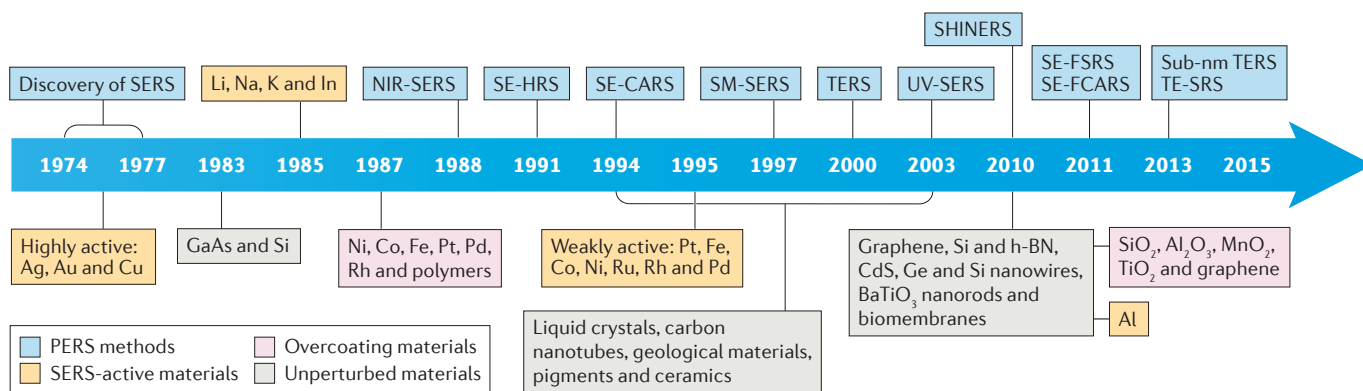 SHINERS
Discovery of SERS
Li, Na, K and In
NIR-SERS
SE-HRS
SE-CARS
SM-SERS
TERS
UV-SERS
SE-FSRS
SE-FCARS
Sub-nm TERS
TE-SRS
1974 1977 1983 1985 1987 1988 1991 1994 1995 1997 2000 2003 2010 2011 2013 2015
Highly active:
Ag, Au and Cu
GaAs and Si
Ni, Co, Fe, Pt, Pd,
Rh and polymers
Weakly active: Pt, Fe,
Co, Ni, Ru, Rh and Pd
Graphene, Si and h-BN,
CdS, Ge and Si nanowires,
BaTiO₃ nanorods and
biomembranes
SiO₂, Al₂O₃, MnO₂,
TiO₂ and graphene
Al
Liquid crystals, carbon
nanotubes, geological materials,
pigments and ceramics
PERS methods
SERS-active materials
Overcoating materials
Unperturbed materials